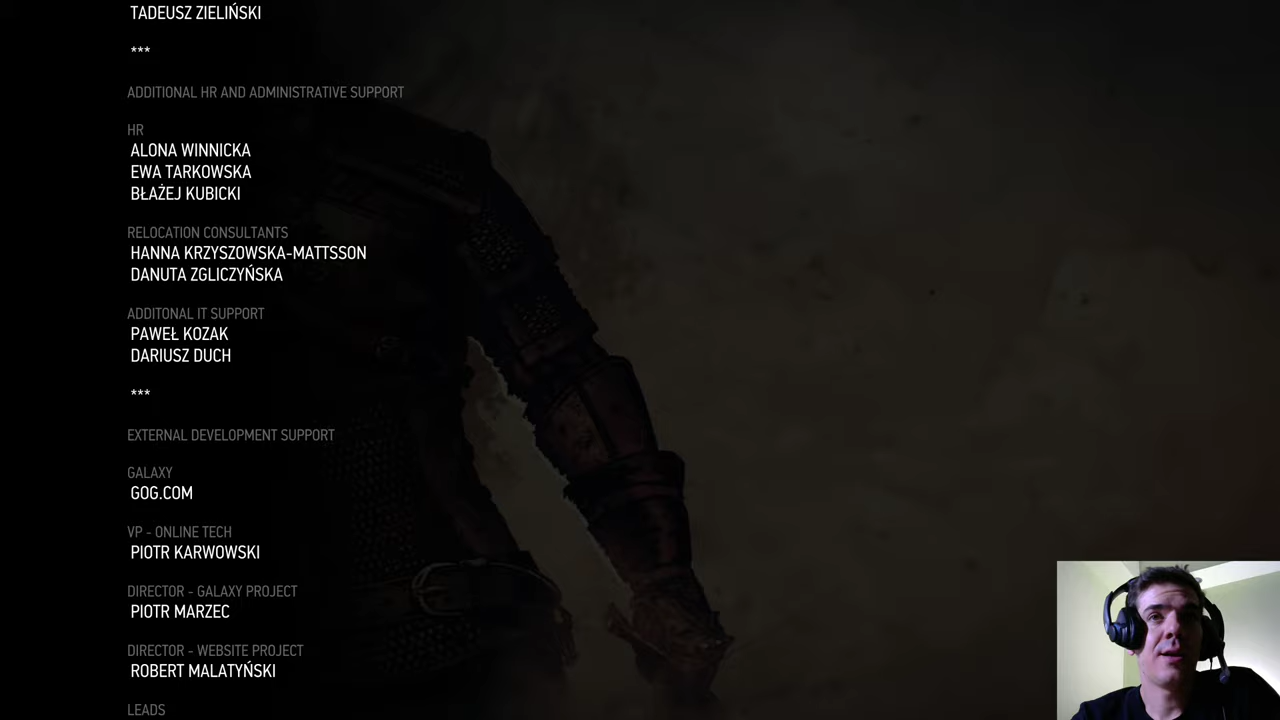 TADEUSZ ZIELIŃSKI
***
ADDITIONAL HR AND ADMINISTRATIVE SUPPORT
HR
ALONA WINNICKA
EWA TARKOWSKA
BŁAŻEJ KUBICKI
RELOCATION CONSULTANTS
HANNA KRZYSZOWSKA-MATTSSON
DANUTA ZGLICZYŃSKA
ADDITONAL IT SUPPORT
PAWEŁ KOZAK
DARIUSZ DUCH
***
EXTERNAL DEVELOPMENT SUPPORT
GALAXY
GOG.COM
VP - ONLINE TECH
PIOTR KARWOWSKI
DIRECTOR - GALAXY PROJECT
PIOTR MARZEC
DIRECTOR - WEBSITE PROJECT
ROBERT MALATYŃSKI
LEADS